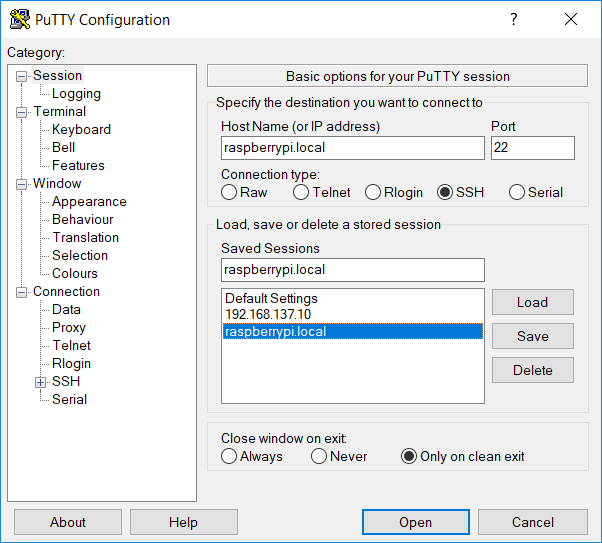 PuTTY Configuration
?
Category:
Session
Logging
Terminal
Keyboard
Bell
Features
Window
Appearance
Behaviour
Translation
Selection
Colours
Connection
Data
Proxy
Telnet
Rlogin
SSH
Serial
Basic options for your PuTTY session
Specify the destination you want to connect to
Host Name (or IP address) Port
raspberrypi.local 22
Connection type:
Raw Telnet Rlogin SSH Serial
Load, save or delete a stored session
Saved Sessions
raspberrypi.local
Default Settings
192.168.137.10
raspberrypi.local
Load
Save
Delete
Close window on exit:
Always Never Only on clean exit
About Help Open Cancel